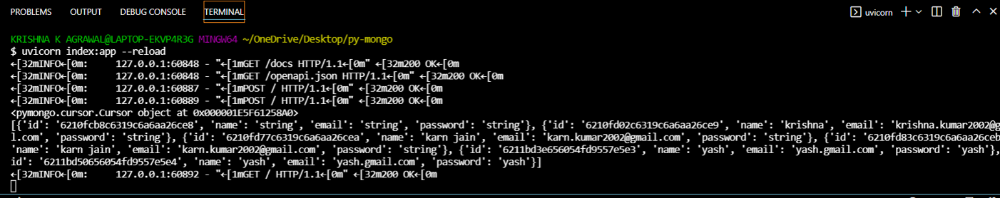 PROBLEMS OUTPUT DEBUG CONSOLE TERMINAL uvicorn
KRISHNA K AGRAWAL@LAPTOP-EKVP4R3G MINGW64 ~/OneDrive/Desktop/py-mongo
$ uvicorn index:app --reload
←[32mINFO←[0m:     127.0.0.1:60848 - "←[1mGET /docs HTTP/1.1←[0m" ←[32m200 OK←[0m
←[32mINFO←[0m:     127.0.0.1:60848 - "←[1mGET /openapi.json HTTP/1.1←[0m" ←[32m200 OK←[0m
←[32mINFO←[0m:     127.0.0.1:60887 - "←[1mPOST / HTTP/1.1←[0m" ←[32m200 OK←[0m
←[32mINFO←[0m:     127.0.0.1:60889 - "←[1mPOST / HTTP/1.1←[0m" ←[32m200 OK←[0m
<pymongo.cursor.Cursor object at 0x000001E5F61258A0>
[{'id': '6210fcb8c6319c6a6aa26ce8', 'name': 'string', 'email': 'string', 'password': 'string'}, {'id': '6210fd02c6319c6a6aa26ce9', 'name': 'krishna', 'email': 'krishna.kumar2002@g
l.com', 'password': 'string'}, {'id': '6210fd77c6319c6a6aa26cea', 'name': 'karn jain', 'email': 'karn.kumar2002@gmail.com', 'password': 'string'}, {'id': '6210fd83c6319c6a6aa26ceb
'name': 'karn jain', 'email': 'karn.kumar2002@gmail.com', 'password': 'string'}, {'id': '6211bd3e656054fd9557e5e3', 'name': 'yash', 'email': 'yash.gmail.com', 'password': 'yash'},
id': '6211bd50656054fd9557e5e4', 'name': 'yash', 'email': 'yash.gmail.com', 'password': 'yash'}]
←[32mINFO←[0m:     127.0.0.1:60892 - "←[1mGET / HTTP/1.1←[0m" ←[32m200 OK←[0m